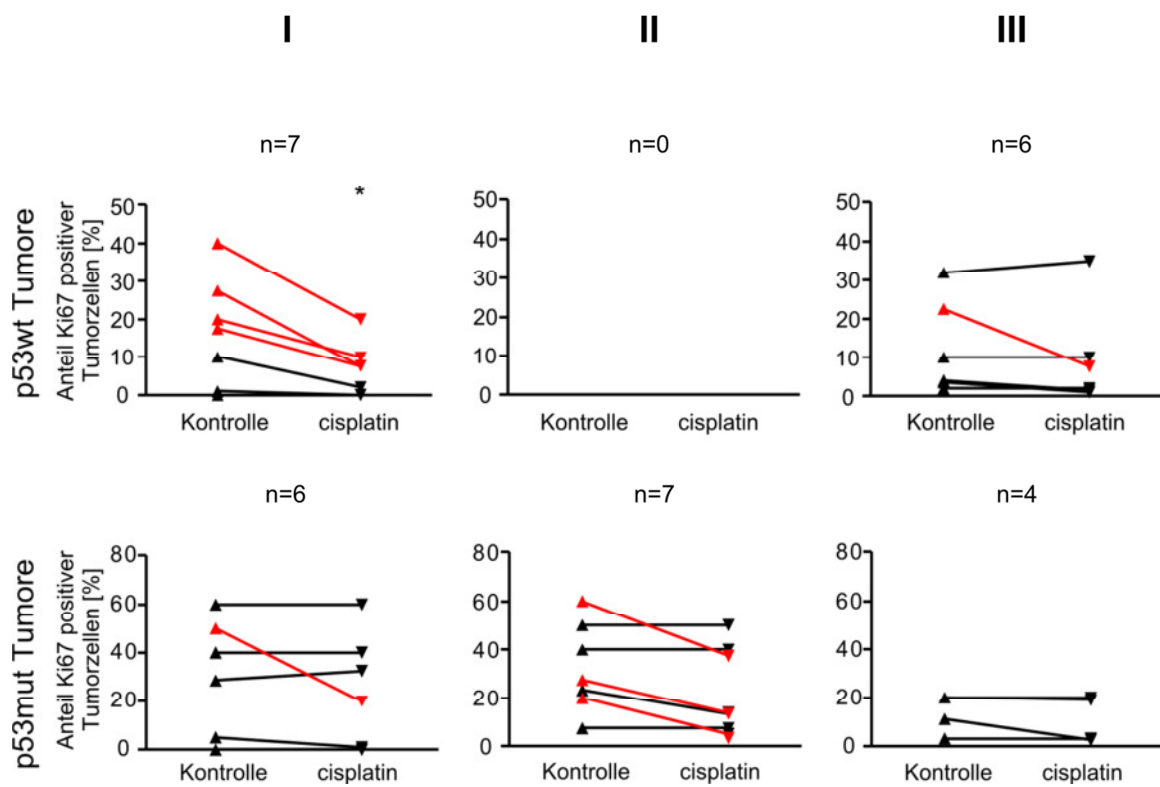 I
II
III
n=7
n=0
n=6
*
p53wt Tumore
Anteil Ki67 positiver
Tumorzellen [%]
50
40
30
20
10
0
Kontrolle
cisplatin
50
40
30
20
10
0
Kontrolle
cisplatin
50
40
30
20
10
0
Kontrolle
cisplatin
n=6
n=7
n=4
p53mut Tumore
Anteil Ki67 positiver
Tumorzellen [%]
80
60
40
20
0
Kontrolle
cisplatin
80
60
40
20
0
Kontrolle
cisplatin
80
60
40
20
0
Kontrolle
cisplatin